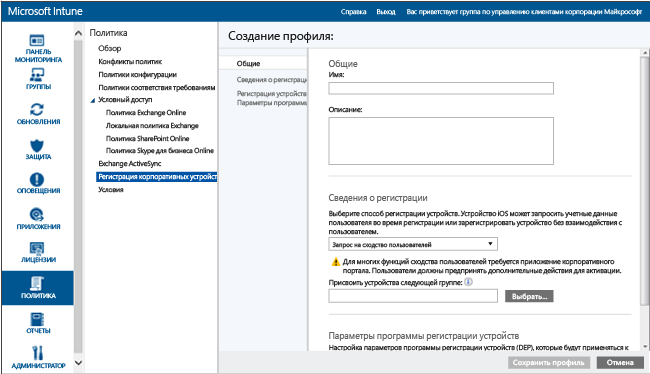 Microsoft Intune
Справка
Выход
Вас приветствует группа по управлению клиентами корпорации Майкрософт
ПАНЕЛЬ
МОНИТОРИНГА
ГРУППЫ
ОБНОВЛЕНИЯ
ЗАЩИТА
ОПОВЕЩЕНИЯ
ПРИЛОЖЕНИЯ
ЛИЦЕНЗИИ
ПОЛИТИКА
ОТЧЕТЫ
АДМИНИСТРАТОР
Политика
Обзор
Конфликты политик
Политики конфигурации
Политики соответствия требованиям
Условный доступ
Политика Exchange Online
Локальная политика Exchange
Политика SharePoint Online
Политика Skype для бизнеса Online
Exchange ActiveSync
Регистрация корпоративных устройст
Условия
Создание профиля:
Общие
Сведения о регистрац
Регистрация устройств
Параметры программы
Общие
Имя:
Описание:
Сведения о регистрации
Выберите способ регистрации устройств. Устройство iOS может запросить учетные данные
пользователя во время регистрации или зарегистрировать устройство без взаимодействия с
пользователем.
Запрос на сходство пользователей
Для многих функций сходства пользователей требуется приложение корпоративного
портала. Пользователи должны предпринять дополнительные действия для активации.
Присвоить устройства следующей группе:
Выбрать...
Параметры программы регистрации устройств
Настройка параметров программы регистрации устройств (DEP), которые будут применяться к
Сохранить профиль
Отмена